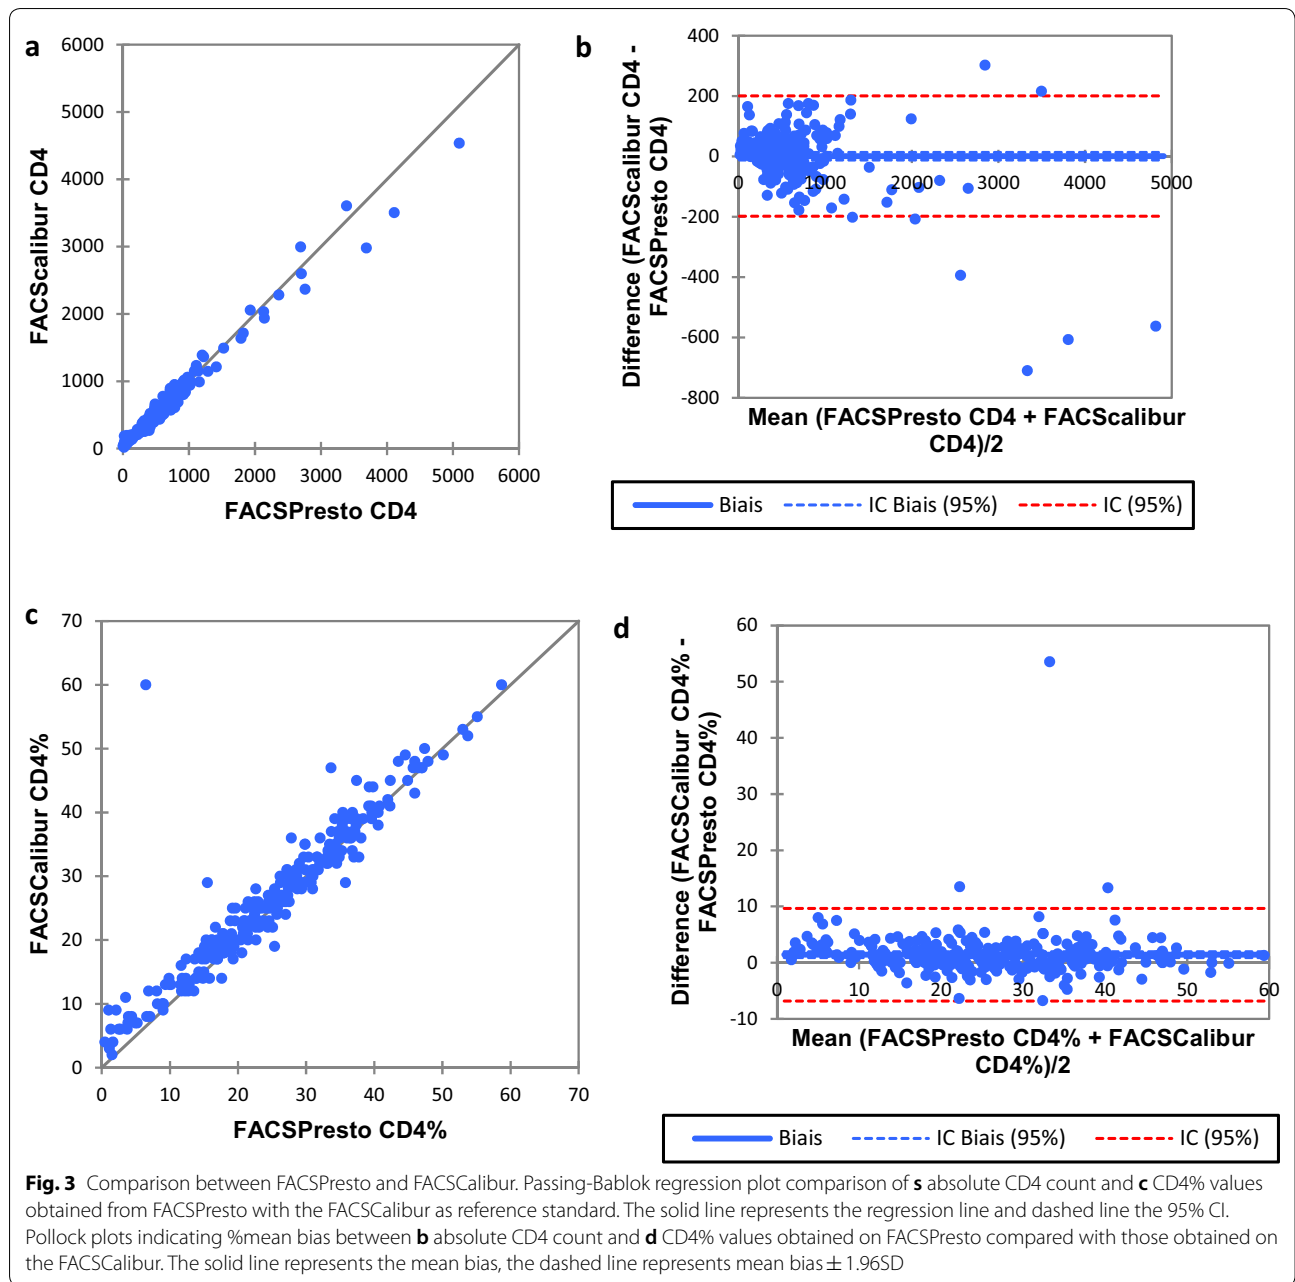 a
6000
5000
4000
3000
2000
1000
0
FACScalibur CD4
0 1000 2000 3000 4000 5000 6000
FACSPresto CD4
b
400
200
0
-200
-400
-600
-800
Difference (FACScalibur CD4 -
FACSPresto CD4)
0 1000 2000 3000 4000 5000
Mean (FACSPresto CD4 + FACScalibur
CD4)/2
Biais IC Biais (95%) IC (95%)
c
70
60
50
40
30
20
10
0
FACSCalibur CD4%
0 10 20 30 40 50 60 70
FACSPresto CD4%
d
60
50
40
30
20
10
0
-10
Difference (FACSCalibur CD4% -
FACSPresto CD4%)
0 10 20 30 40 50 60
Mean (FACSPresto CD4% + FACSCalibur
CD4%)/2
Biais IC Biais (95%) IC (95%)
Fig. 3 Comparison between FACSPresto and FACSCalibur. Passing-Bablok regression plot comparison of s absolute CD4 count and c CD4% values
obtained from FACSPresto with the FACSCalibur as reference standard. The solid line represents the regression line and dashed line the 95% CI.
Pollock plots indicating %mean bias between b absolute CD4 count and d CD4% values obtained on FACSPresto compared with those obtained on
the FACSCalibur. The solid line represents the mean bias, the dashed line represents mean bias ± 1.96SD